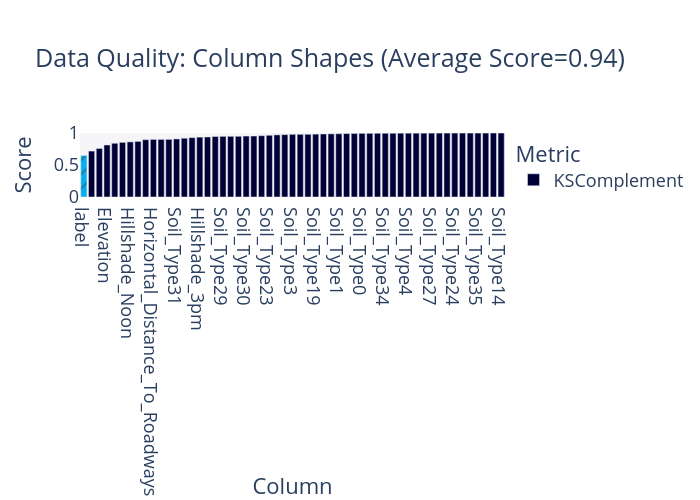 Data Quality: Column Shapes (Average Score=0.94)
Score
1
0.5
0
label
Elevation
Hillshade_Noon
Horizontal_Distance_To_Roadways
Soil_Type31
Hillshade_3pm
Soil_Type29
Soil_Type30
Soil_Type23
Soil_Type3
Soil_Type19
Soil_Type1
Soil_Type0
Soil_Type34
Soil_Type4
Soil_Type27
Soil_Type24
Soil_Type35
Soil_Type14
Column
Metric
KSComplement